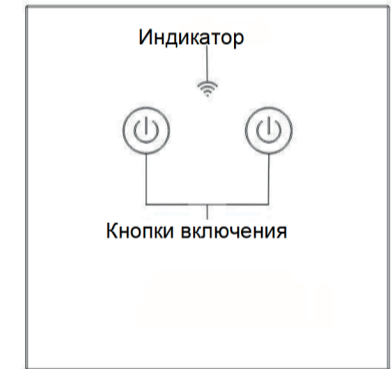 Индикатор
Кнопки включения